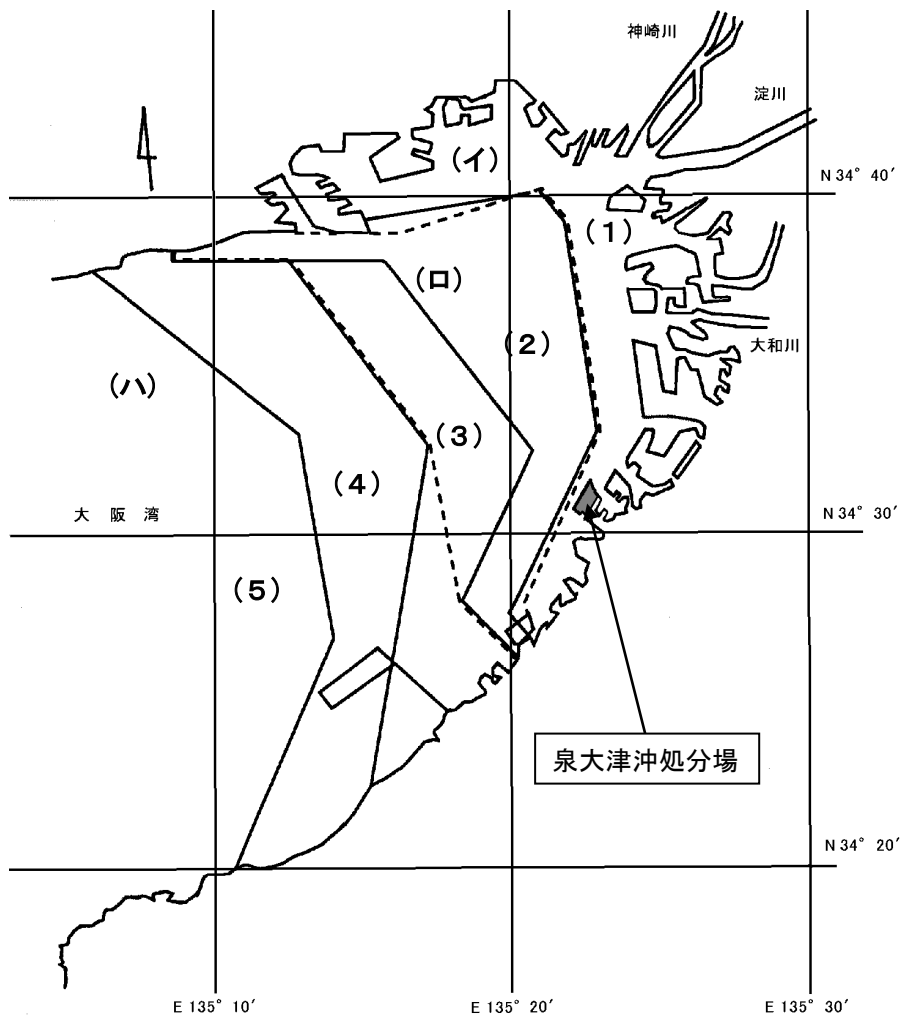 神崎川
淀川
(イ)
N 34° 40′
(1)
(ロ)
(2)
大和川
(ハ)
(3)
(4)
大 阪 湾
N 34° 30′
(5)
泉大津沖処分場
N 34° 20′
E 135° 10′
E 135° 20′
E 135° 30′